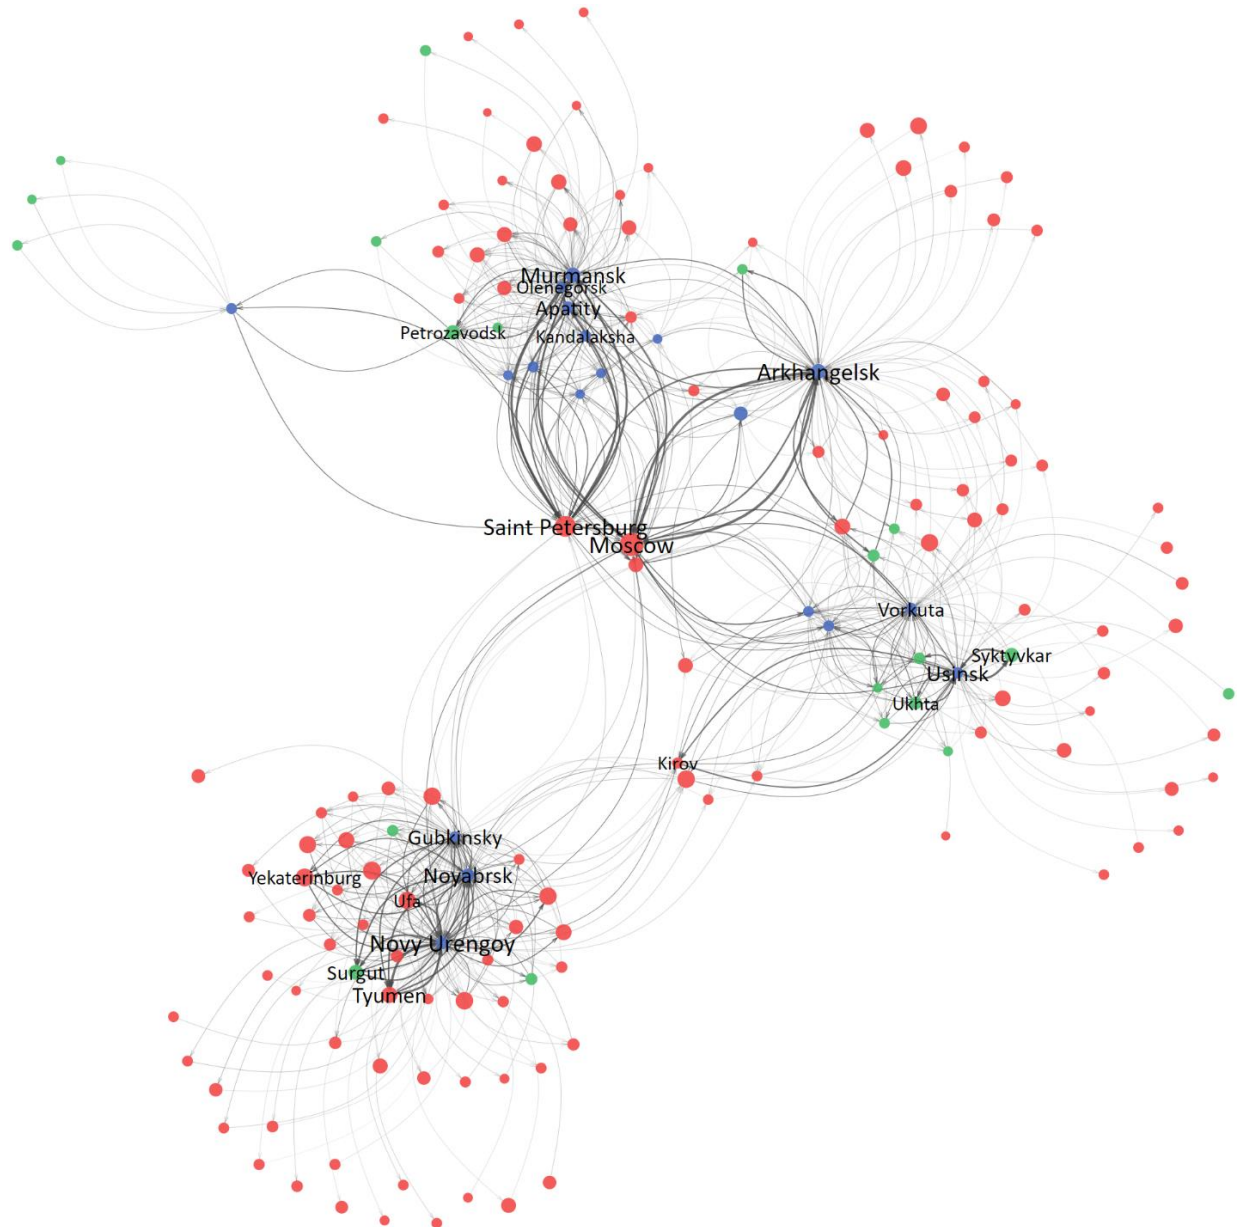 Murmansk
Olenegorsk
Apatity
Petrozavodsk
Kandalaksha
Arkhangelsk
Saint Petersburg
Moscow
Vorkuta
Syktyvkar
Usinsk
Ukhta
Kirov
Gubkinsky
Noyabrsk
Yekaterinburg
Ufa
Novy Urengoy
Surgut
Tyumen